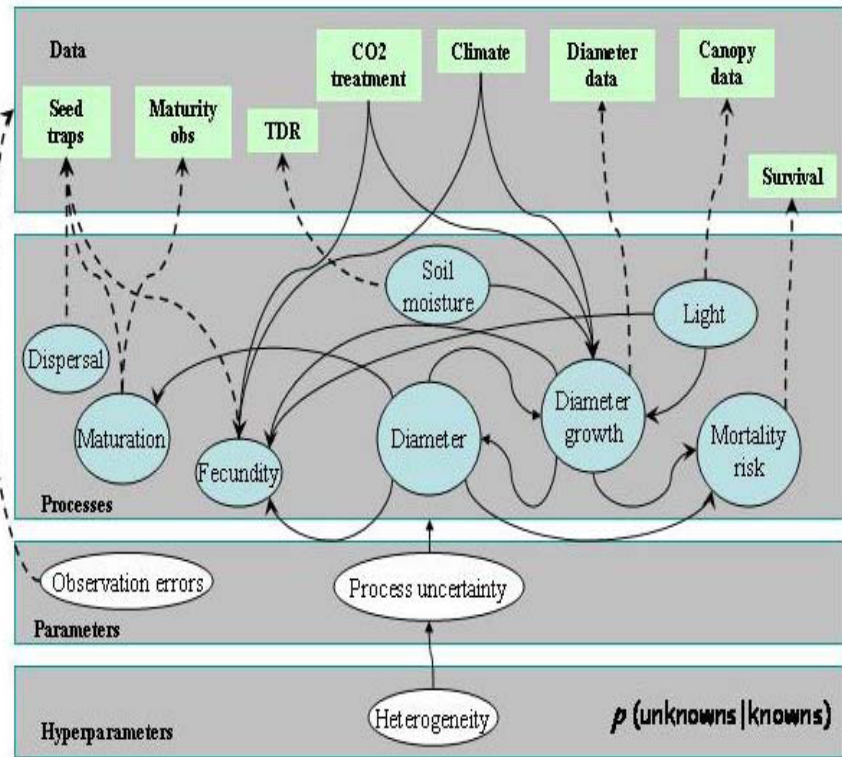 Data
CO2
treatment
Climate
Diameter
data
Canopy
data
Seed
traps
Maturity
obs
TDR
Survival
Soil
moisture
Light
Dispersal
Maturation
Fecundity
Diameter
Diameter
growth
Mortality
risk
Processes
Observation errors
Process uncertainty
Parameters
Heterogeneity
Hyperparameters
p (unknowns|knowns)